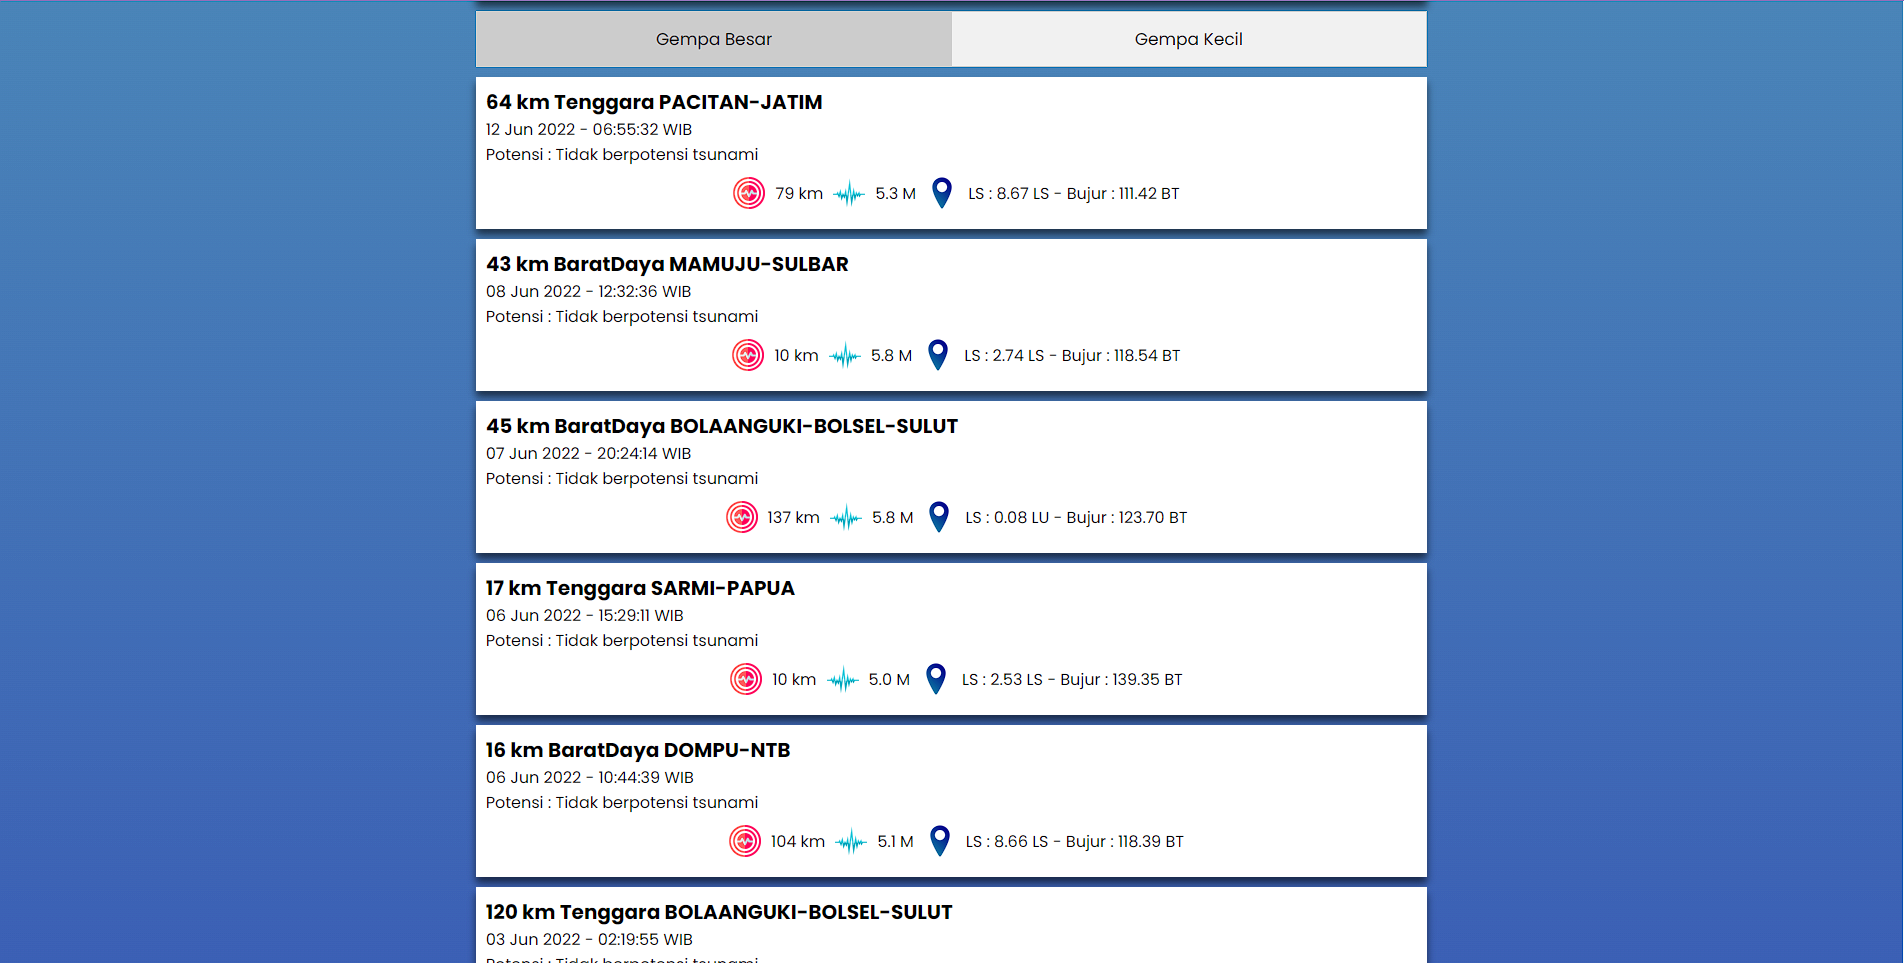 Gempa Besar
Gempa Kecil
64 km Tenggara PACITAN-JATIM
12 Jun 2022 - 06:55:32 WIB
Potensi : Tidak berpotensi tsunami
79 km 5.3 M LS : 8.67 LS - Bujur : 111.42 BT
43 km BaratDaya MAMUJU-SULBAR
08 Jun 2022 - 12:32:36 WIB
Potensi : Tidak berpotensi tsunami
10 km 5.8 M LS : 2.74 LS - Bujur : 118.54 BT
45 km BaratDaya BOLAANGUKI-BOLSEL-SULUT
07 Jun 2022 - 20:24:14 WIB
Potensi : Tidak berpotensi tsunami
137 km 5.8 M LS : 0.08 LU - Bujur : 123.70 BT
17 km Tenggara SARMI-PAPUA
06 Jun 2022 - 15:29:11 WIB
Potensi : Tidak berpotensi tsunami
10 km 5.0 M LS : 2.53 LS - Bujur : 139.35 BT
16 km BaratDaya DOMPU-NTB
06 Jun 2022 - 10:44:39 WIB
Potensi : Tidak berpotensi tsunami
104 km 5.1 M LS : 8.66 LS - Bujur : 118.39 BT
120 km Tenggara BOLAANGUKI-BOLSEL-SULUT
03 Jun 2022 - 02:19:55 WIB
Potensi : Tidak berpotensi tsunami